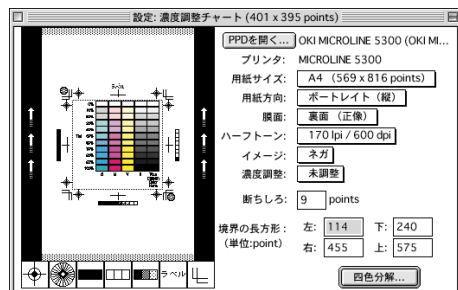 設定: 濃度調整チャート (401 x 395 points)
PPDを開く... OKI MICROLINE 5300 (OKI MI...
プリンタ: MICROLINE 5300
用紙サイズ: A4 (569 x 816 points)
用紙方向: ポートレイト (縦)
膜面: 裏面 (正像)
ハーフトーン: 170 lpi / 600 dpi
イメージ: ネガ
濃度調整: 未調整
断ちしろ: 9 points
境界の長方形: 左: 114 下: 240
(単位:point) 右: 455 上: 575
ラベル
四色分解...